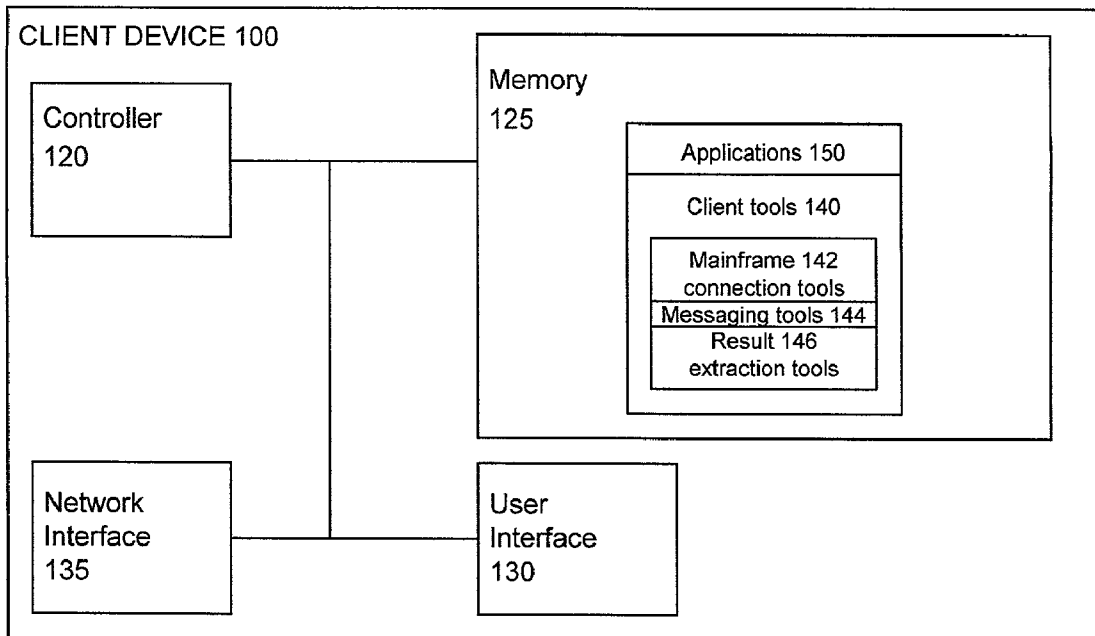 CLIENT DEVICE 100
Controller
120
Memory
125
Applications 150
Client tools 140
Mainframe 142
connection tools
Messaging tools 144
Result 146
extraction tools
Network
Interface
135
User
Interface
130